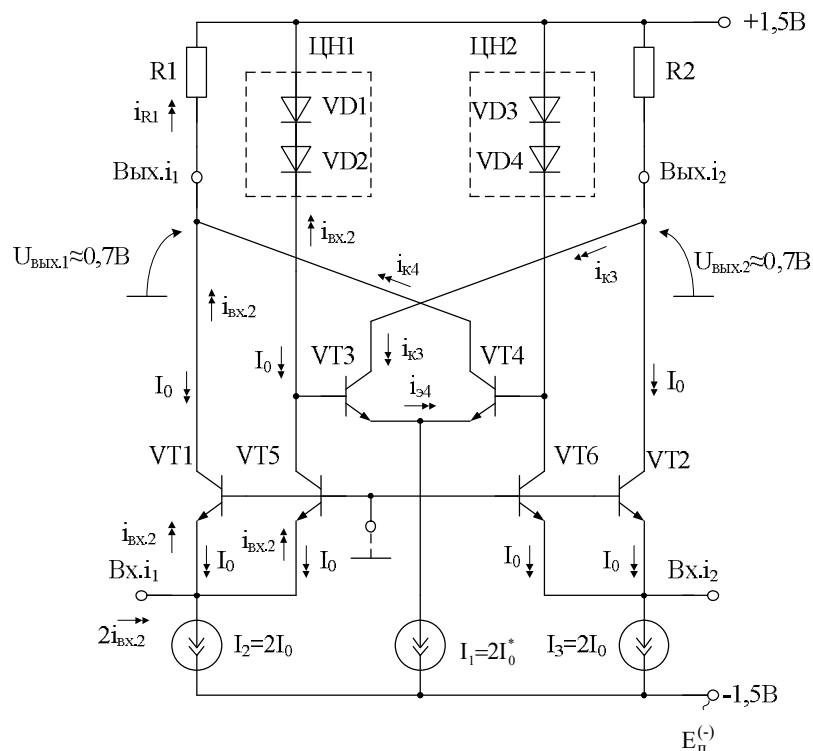 ЦН1
ЦН2
+1,5В
R1
R2
VD1
VD3
iR1
VD2
VD4
Вых.i1
Вых.i2
iвх.2
iк4
iк3
Uвых.1≈0,7В
Uвых.2≈0,7В
iвх.2
VT3
iк3
VT4
I0
I0
iэ4
I0
VT1
VT5
VT6
VT2
iвх.2
iвх.2
Вх.i1
I0
I0
I0
I0
Вх.i2
2iвх.2
I2=2I0
I1=2I0*
I3=2I0
-1,5В
Eп(-)